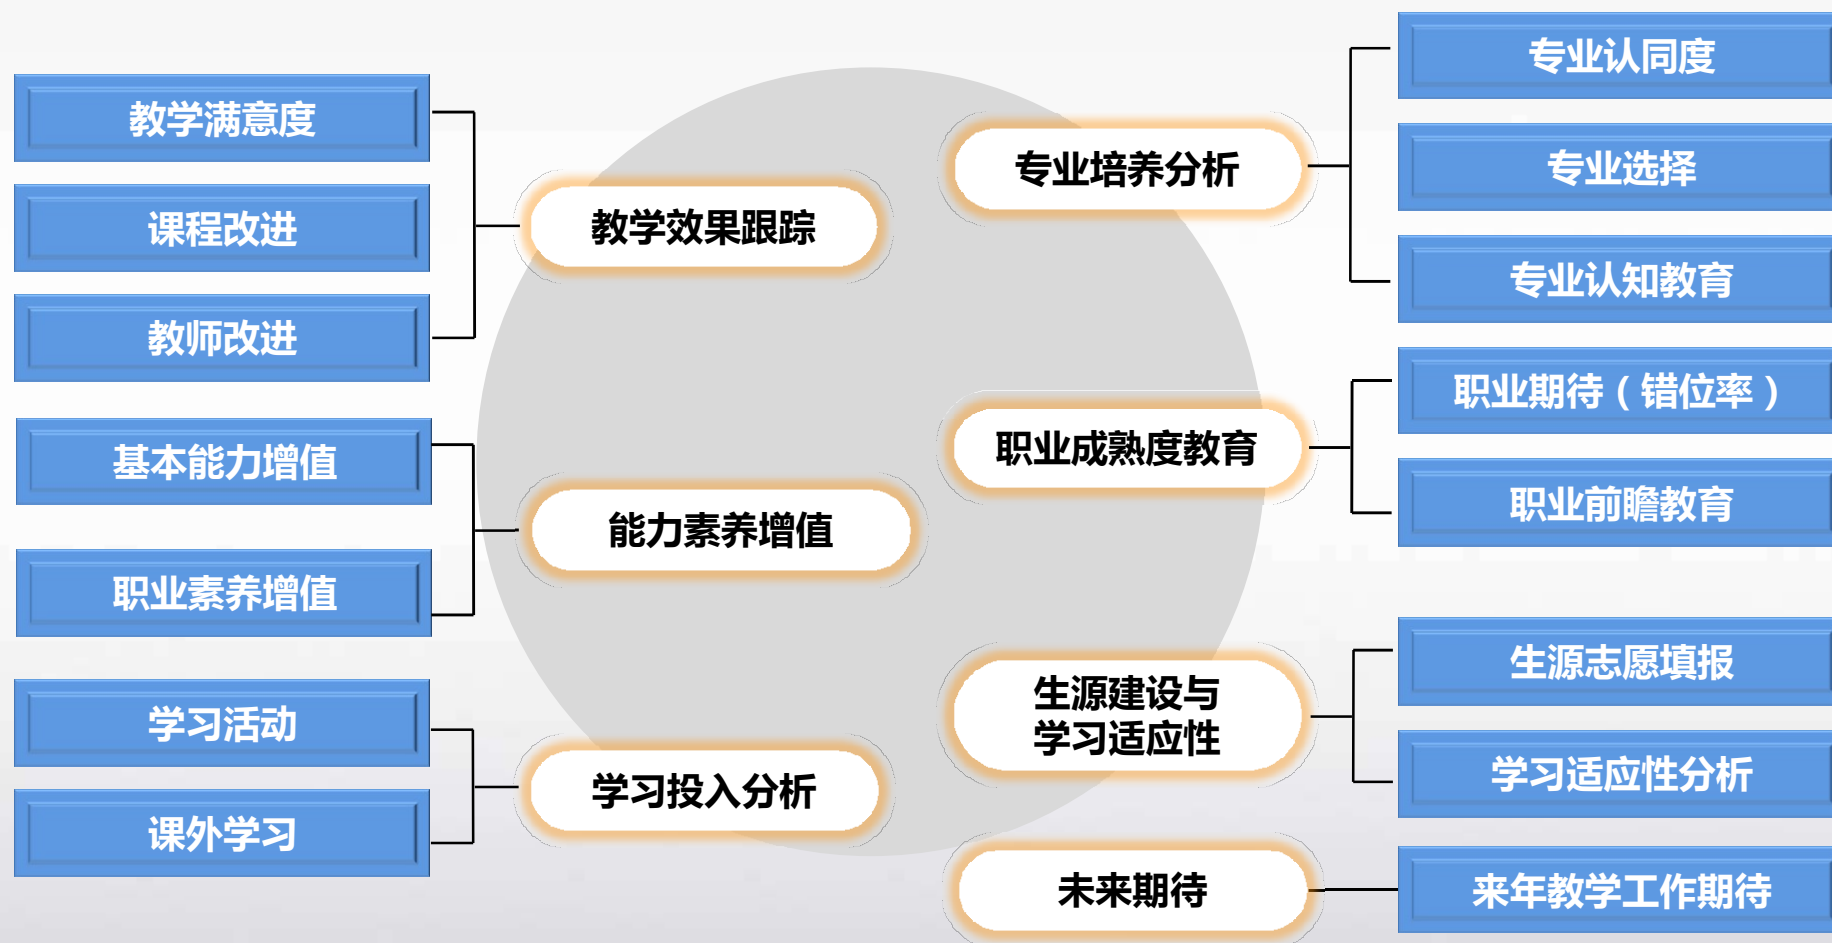 教学满意度
课程改进
教师改进
教学效果跟踪
基本能力增值
职业素养增值
能力素养增值
学习活动
课外学习
学习投入分析
专业培养分析
专业认同度
专业选择
专业认知教育
职业成熟度教育
职业期待（错位率）
职业前瞻教育
生源建设与
学习适应性
生源志愿填报
学习适应性分析
未来期待
来年教学工作期待